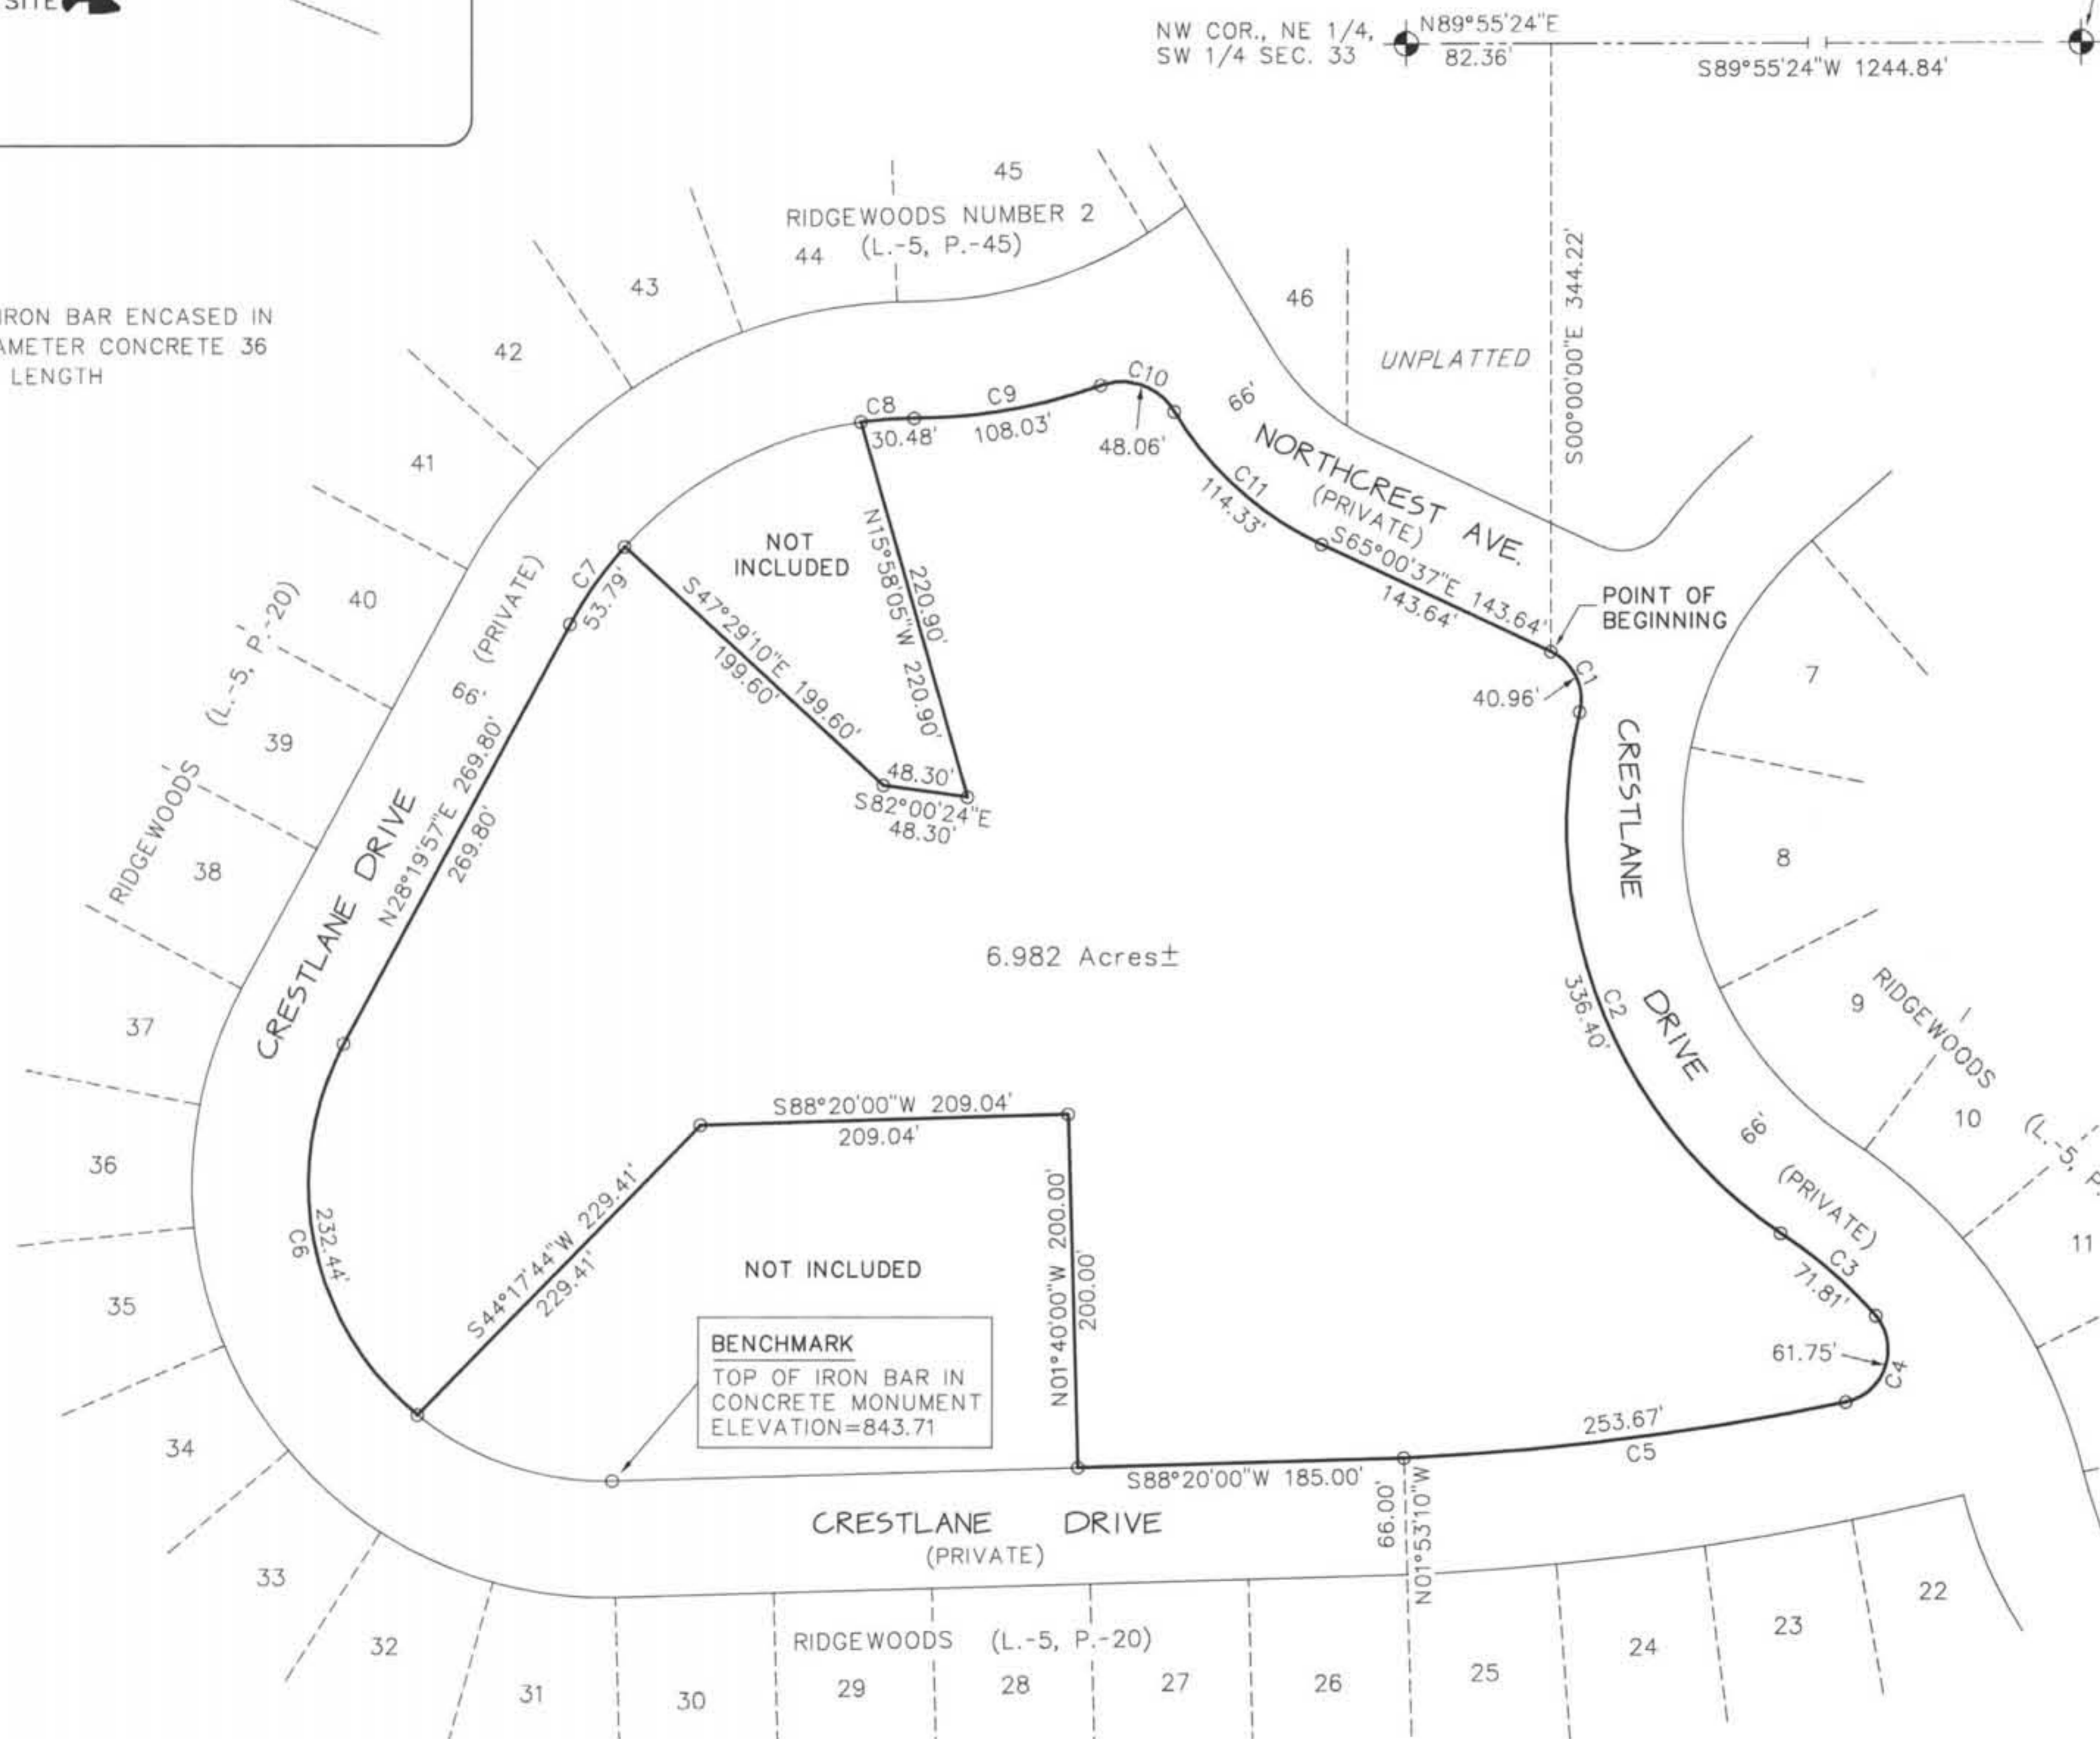 SITE
NW COR., NE 1/4,
SW 1/4 SEC. 33
N89°55'24"E
82.36'
S89°55'24"W 1244.84'
45
RIDGEWOODS NUMBER 2
(L.-5, P.-45)
44
43
42
41
40
39
38
37
36
35
34
33
32
31
30
29
28
27
26
25
24
23
22
46
UNPLATTED
S00°00'00"E 344.22'
IRON BAR ENCASED IN
AMETER CONCRETE 36
LENGTH
C8
30.48'
C9
108.03'
C10
48.06'
66'
NORTHCREST AVE.
(PRIVATE)
C11
114.33'
S65°00'37"E 143.64'
143.64'
POINT OF
BEGINNING
C1
40.96'
7
8
9
10
11
CRESTLANE DRIVE
66' (PRIVATE)
RIDGEWOODS
(L.-5, P.
C2
336.40'
C3
71.81'
61.75'
C4
253.67'
C5
NOT
INCLUDED
N15°58'05"W 220.90'
220.90'
S47°29'10"E 199.60'
199.60'
48.30'
S82°00'24"E
48.30'
C7
53.79'
(PRIVATE)
66'
N28°19'57"E 269.80'
269.80'
CRESTLANE DRIVE
RIDGEWOODS (L.-5, P.-20)
6.982 Acres±
S88°20'00"W 209.04'
209.04'
S44°17'44"W 229.41'
229.41'
232.44'
C6
NOT INCLUDED
N01°40'00"W 200.00'
200.00'
BENCHMARK
TOP OF IRON BAR IN
CONCRETE MONUMENT
ELEVATION=843.71
S88°20'00"W 185.00'
66.00'
N01°53'10"W
CRESTLANE DRIVE
(PRIVATE)
RIDGEWOODS (L.-5, P.-20)